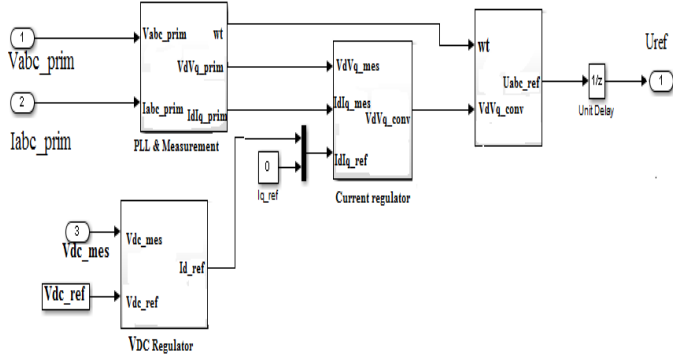 1
Vabc_prim
2
Iabc_prim
Vabc_prim
wt
VdVq_prim
Iabc_prim
IdIq_prim
PLL & Measurement
VdVq_mes
IdIq_mes
VdVq_conv
IdIq_ref
Current regulator
0
Iq_ref
wt
Uabc_ref
VdVq_conv
1/z
Unit Delay
Uref
1
3
Vdc_mes
Vdc_ref
Vdc_mes
Id_ref
Vdc_ref
VDC Regulator